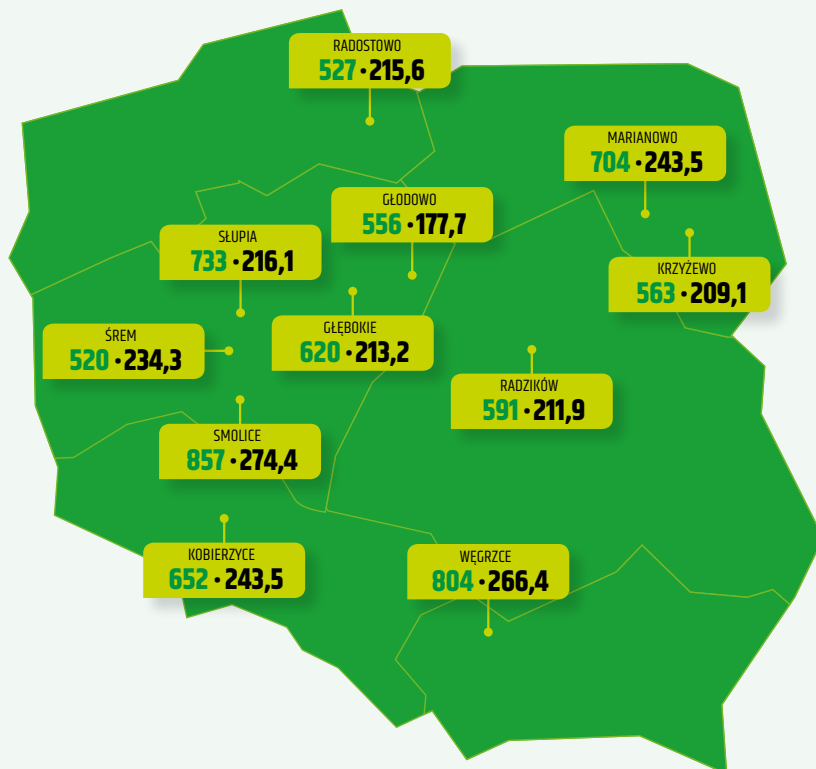 RADOSTOWO
527 • 215,6
MARIANOWO
704 • 243,5
GŁODOWO
556 • 177,7
SŁUPIA
733 • 216,1
KRZYŻEWO
563 • 209,1
GŁĘBOKIE
620 • 213,2
ŚREM
520 • 234,3
RADZIKÓW
591 • 211,9
SMOLICE
857 • 274,4
KOBIERZYCE
652 • 243,5
WĘGRZCE
804 • 266,4